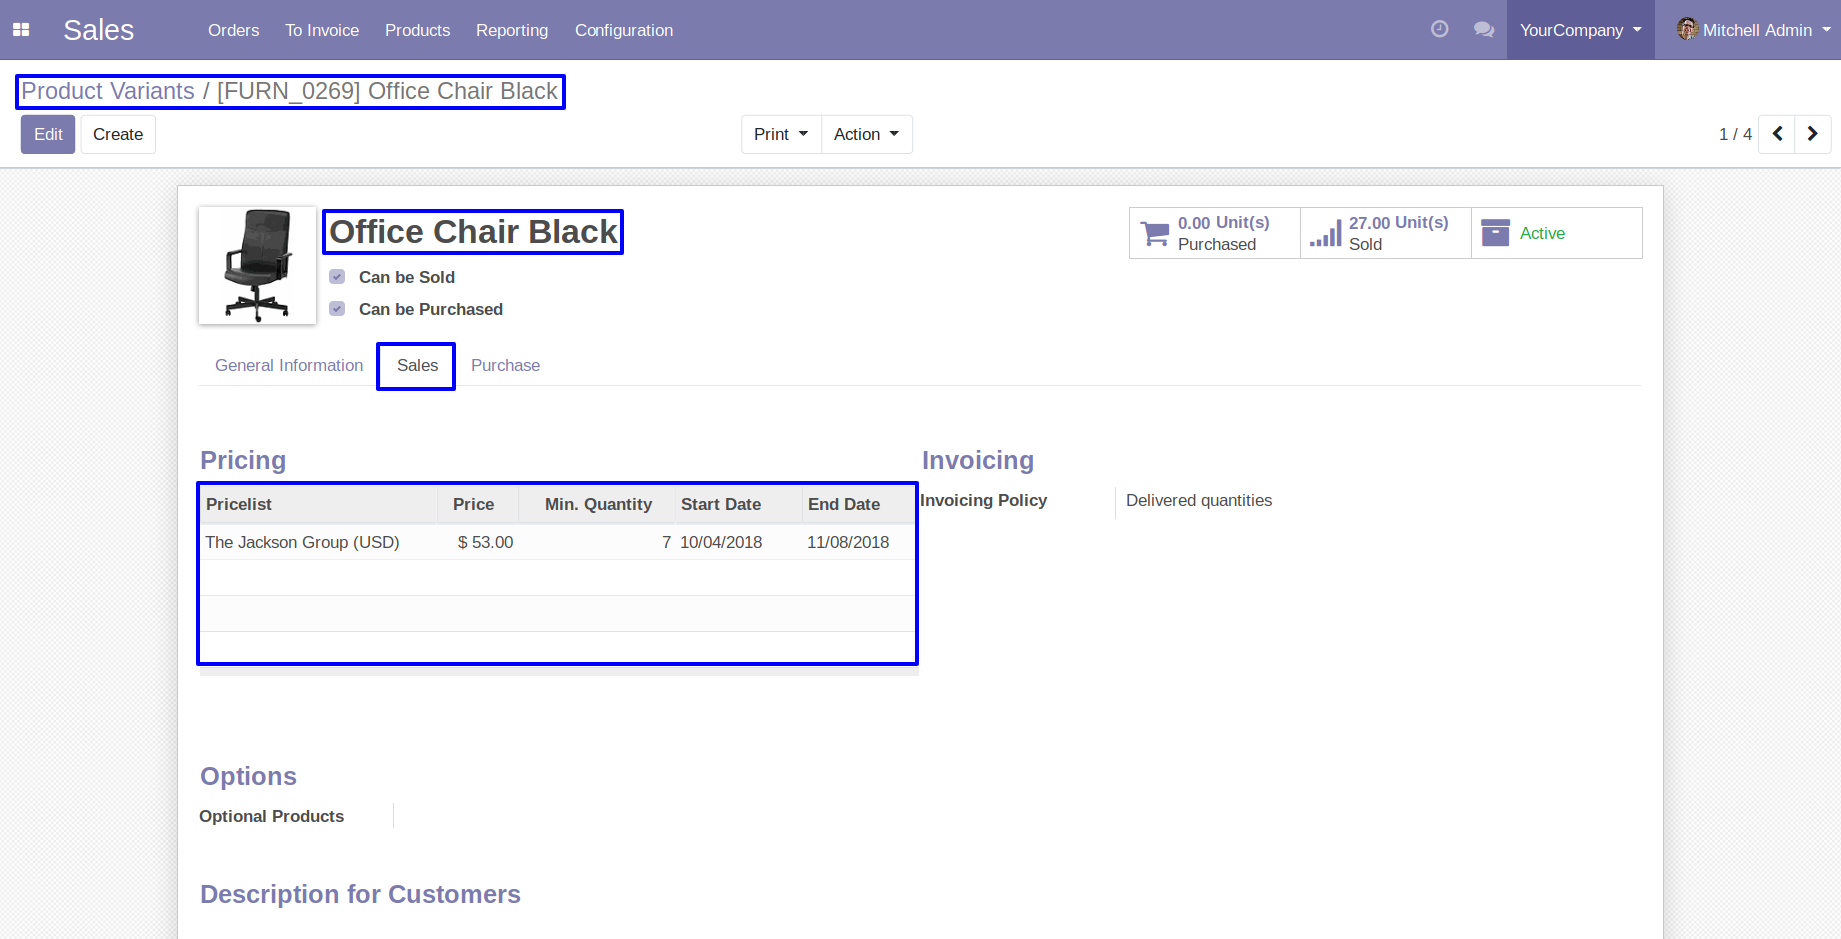 Sales Orders To Invoice Products Reporting Configuration YourCompany Mitchell Admin
Product Variants / [FURN_0269] Office Chair Black
Edit Create Print Action 1 / 4
Office Chair Black
0.00 Unit(s)
Purchased
27.00 Unit(s)
Sold
Active
Can be Sold
Can be Purchased
General Information Sales Purchase
Pricing
Pricelist Price Min. Quantity Start Date End Date
The Jackson Group (USD) $ 53.00 7 10/04/2018 11/08/2018
Invoicing
Invoicing Policy Delivered quantities
Options
Optional Products
Description for Customers